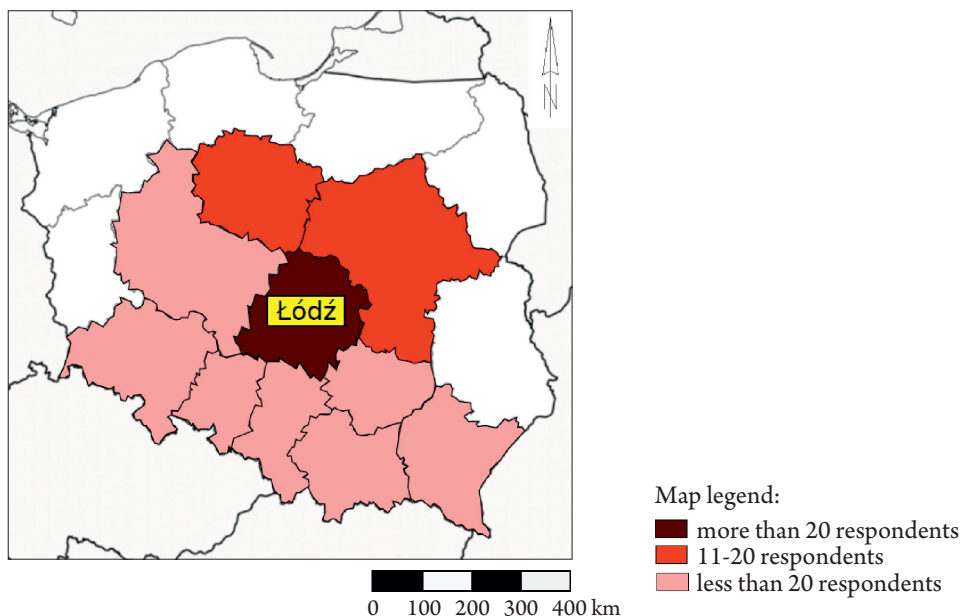 N
Łódź
Map legend:
more than 20 respondents
11-20 respondents
less than 20 respondents
0 100 200 300 400 km